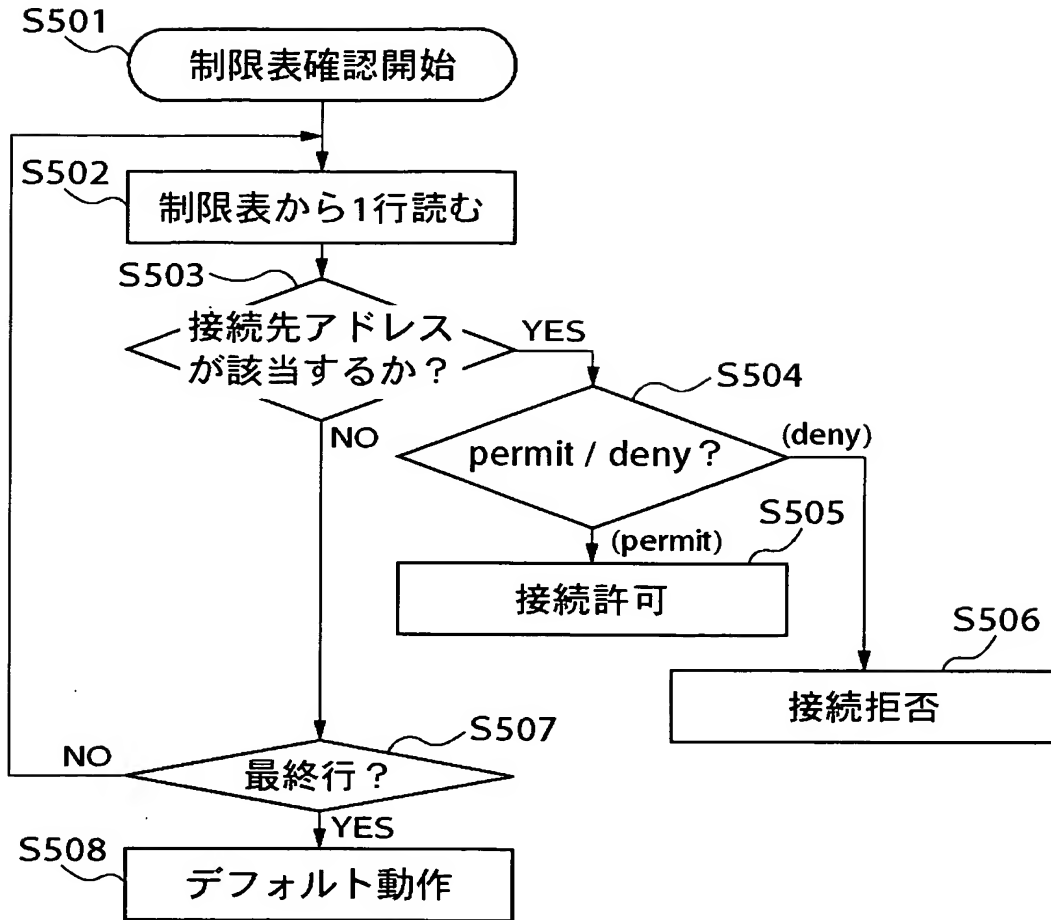 S501
制限表確認開始
S502
制限表から1行読む
S503
接続先アドレス
が該当するか？
YES
NO
S504
permit / deny？
(deny)
(permit)
S505
接続許可
S506
接続拒否
S507
最終行？
NO
YES
S508
デフォルト動作